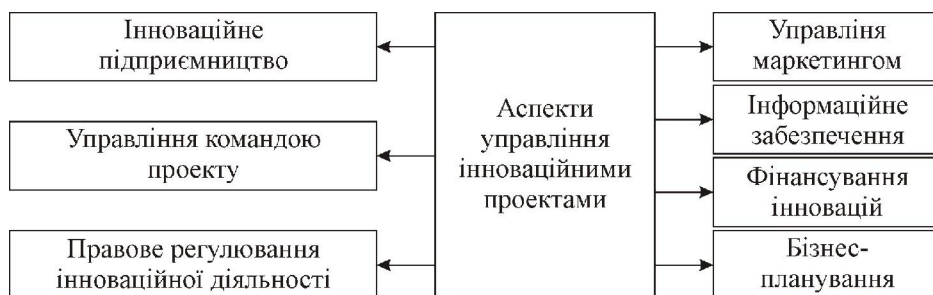 Інноваційне
підприємництво
Управління командою
проекту
Правове регулювання
інноваційної діяльності
Аспекти
управління
інноваційними
проектами
Управліня
маркетингом
Інформаційне
забезпечення
Фінансування
інновацій
Бізнес-
планування